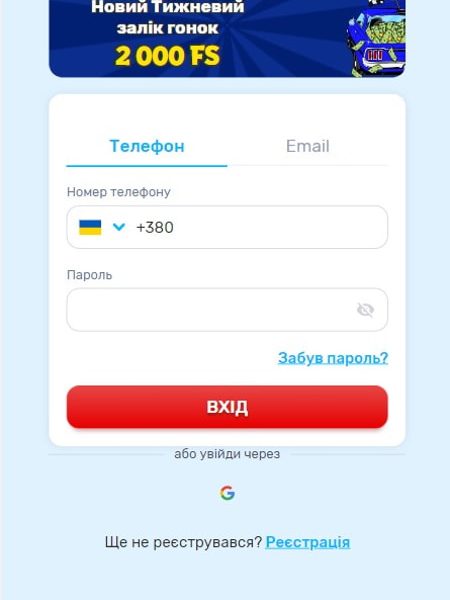 Новий Тижневий
залік гонок
2 000 FS
Телефон Email
Номер телефону
+380
Пароль
Забув пароль?
ВХІД
або увійди через
Ще не реєструвався? Реєстрація